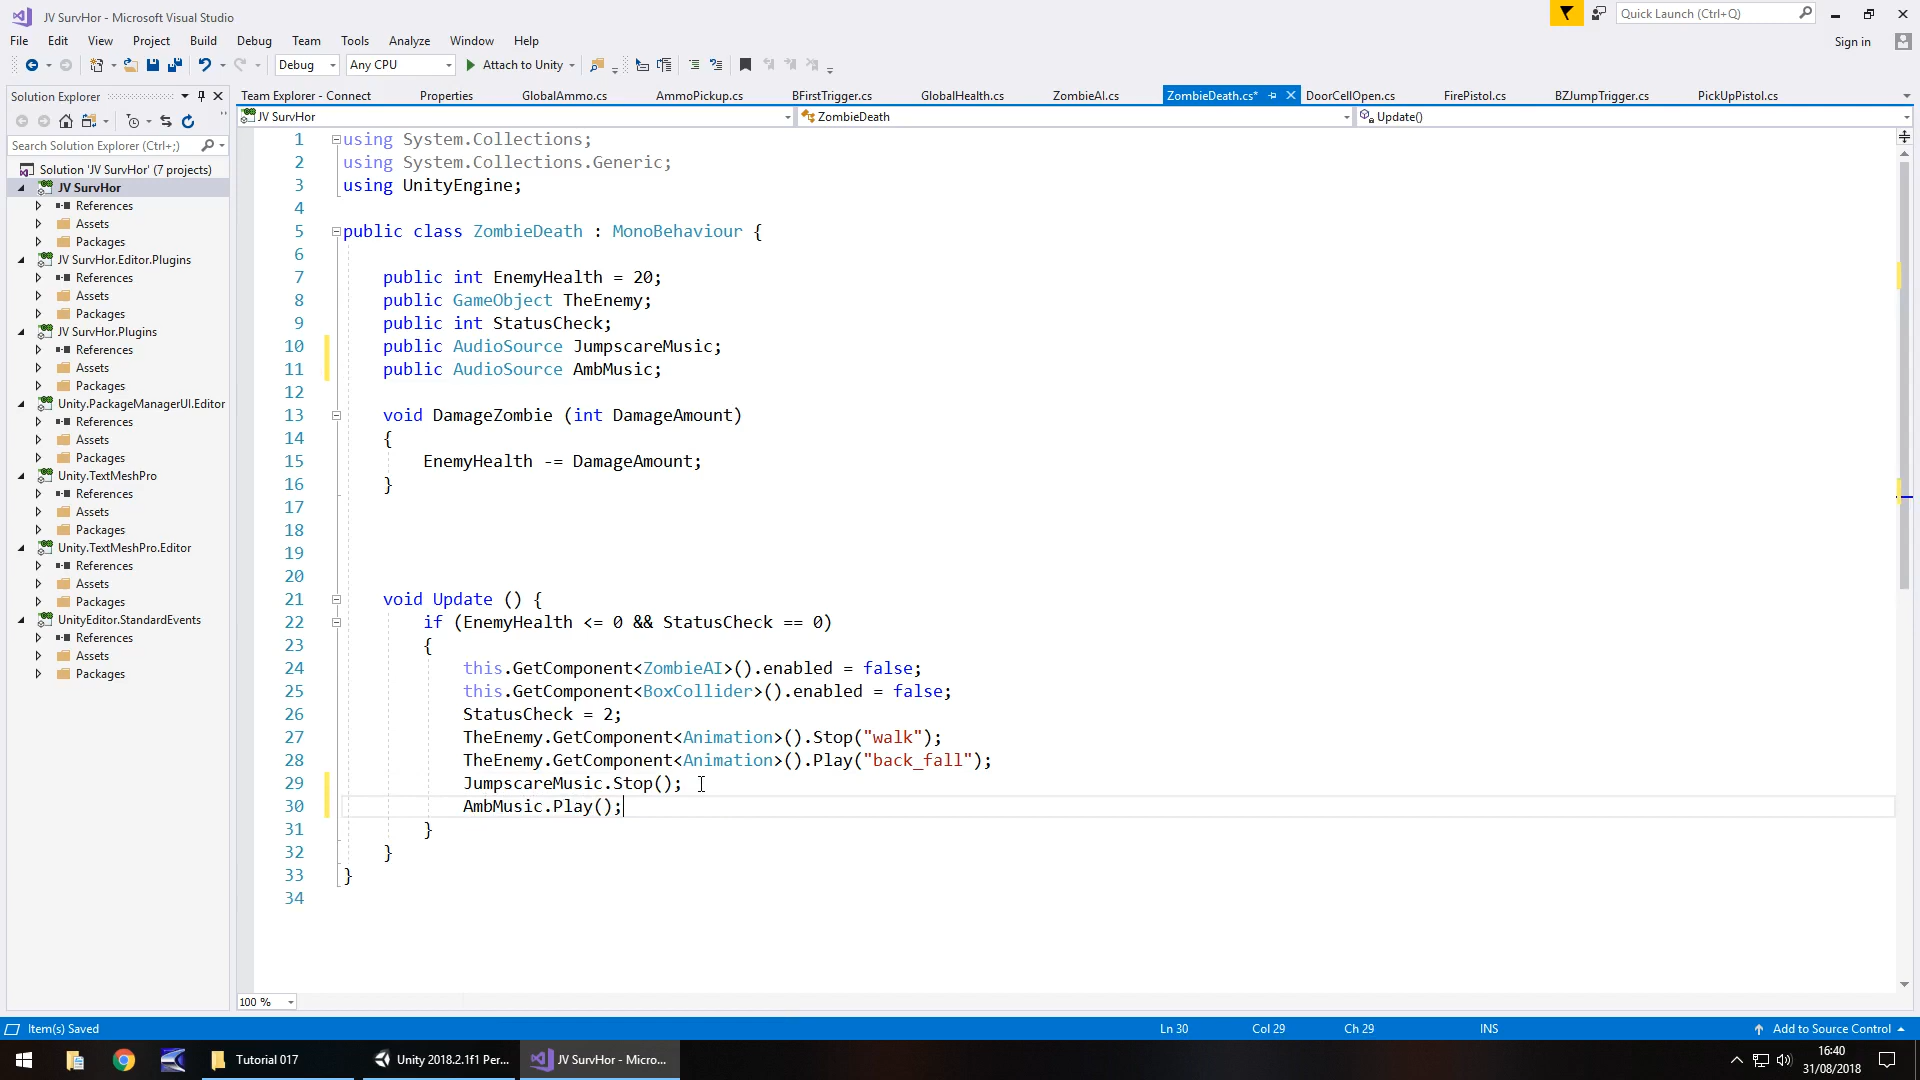 JV SurvHor - Microsoft Visual Studio
Quick Launch (Ctrl+Q)
File Edit View Project Build Debug Team Tools Analyze Window Help
Sign in
Debug Any CPU Attach to Unity
Solution Explorer
Team Explorer - Connect Properties GlobalAmmo.cs AmmoPickup.cs BFirstTrigger.cs GlobalHealth.cs ZombieAI.cs ZombieDeath.cs* DoorCellOpen.cs FirePistol.cs BZJumpTrigger.cs PickUpPistol.cs
JV SurvHor ZombieDeath Update()
Search Solution Explorer (Ctrl+;)
Solution 'JV SurvHor' (7 projects)
JV SurvHor
References
Assets
Packages
JV SurvHor.Editor.Plugins
References
Assets
Packages
JV SurvHor.Plugins
References
Assets
Packages
Unity.PackageManagerUI.Editor
References
Assets
Packages
Unity.TextMeshPro
References
Assets
Packages
Unity.TextMeshPro.Editor
References
Assets
Packages
UnityEditor.StandardEvents
References
Assets
Packages
1 using System.Collections;
2 using System.Collections.Generic;
3 using UnityEngine;
4
5 public class ZombieDeath : MonoBehaviour {
6
7 public int EnemyHealth = 20;
8 public GameObject TheEnemy;
9 public int StatusCheck;
10 public AudioSource JumpscareMusic;
11 public AudioSource AmbMusic;
12
13 void DamageZombie (int DamageAmount)
14 {
15 EnemyHealth -= DamageAmount;
16 }
17
18
19
20
21 void Update () {
22 if (EnemyHealth <= 0 && StatusCheck == 0)
23 {
24 this.GetComponent<ZombieAI>().enabled = false;
25 this.GetComponent<BoxCollider>().enabled = false;
26 StatusCheck = 2;
27 TheEnemy.GetComponent<Animation>().Stop("walk");
28 TheEnemy.GetComponent<Animation>().Play("back_fall");
29 JumpscareMusic.Stop();
30 AmbMusic.Play();
31 }
32 }
33 }
34
100 %
Item(s) Saved Ln 30 Col 29 Ch 29 INS Add to Source Control
Tutorial 017 Unity 2018.2.1f1 Per... JV SurvHor - Micro...
16:40
31/08/2018